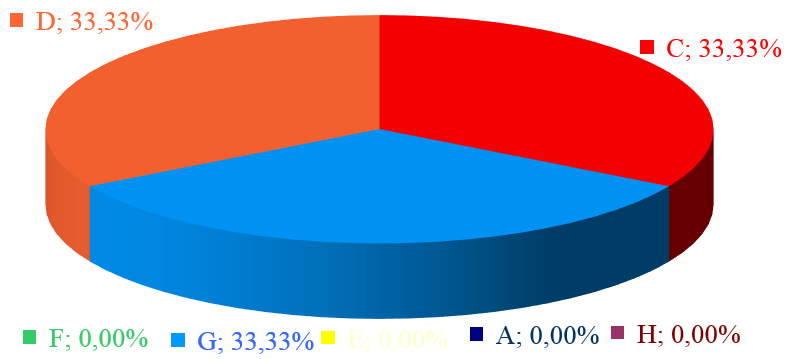 D; 33,33%
C; 33,33%
F; 0,00% G; 33,33% E; 0,00% A; 0,00% H; 0,00%